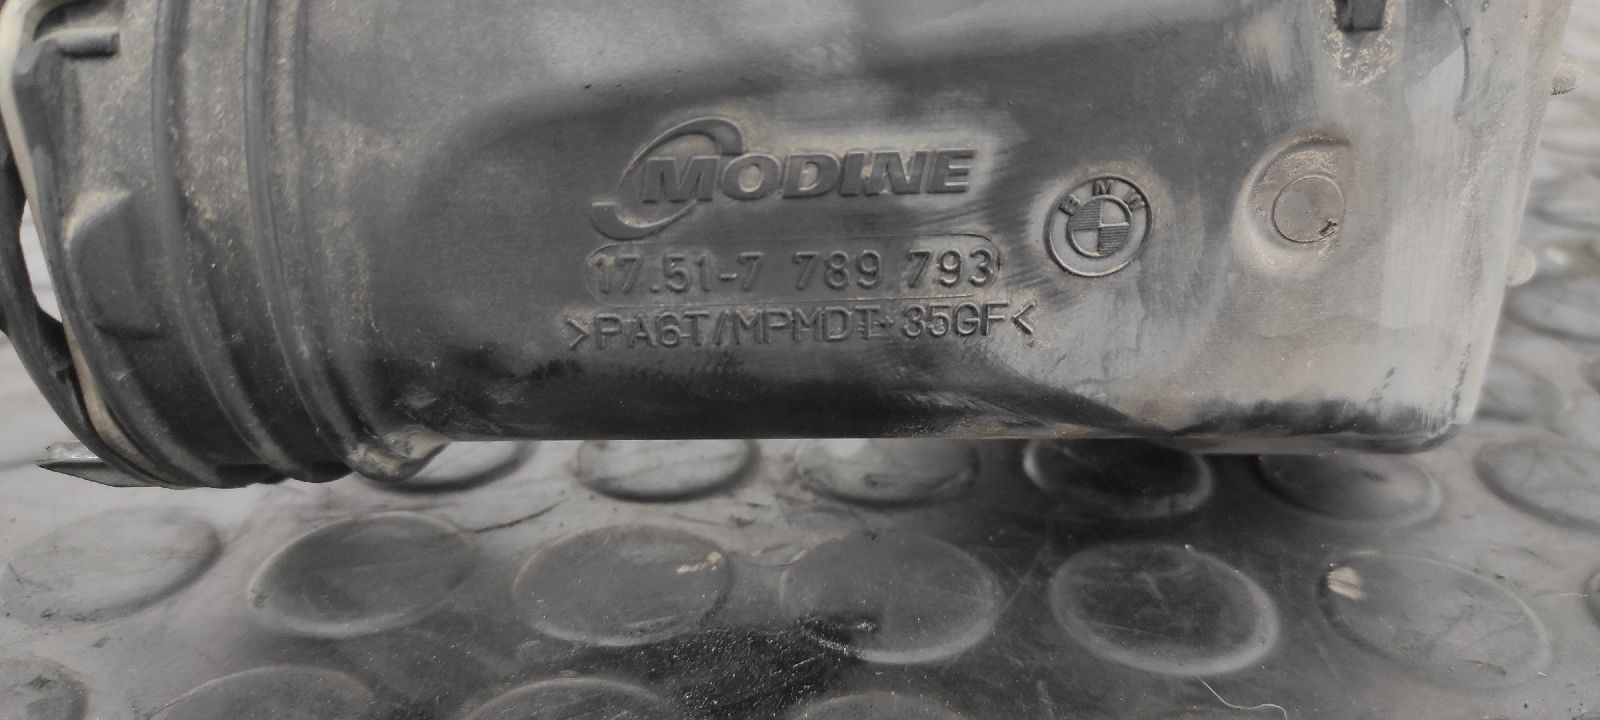 MODINE
BMW
17.51-7 789 793
>PA6T/MPMDT-35GF<